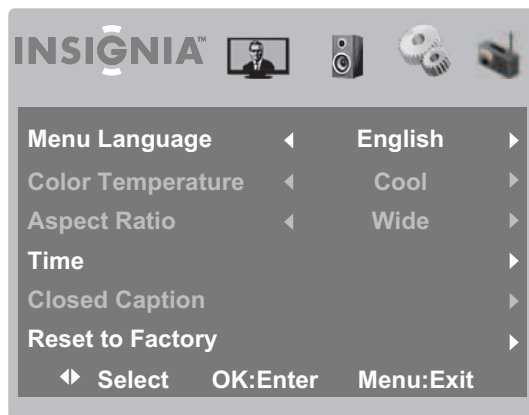 INSIGNIA™
Menu Language English
Color Temperature Cool
Aspect Ratio Wide
Time
Closed Caption
Reset to Factory
Select OK:Enter Menu:Exit